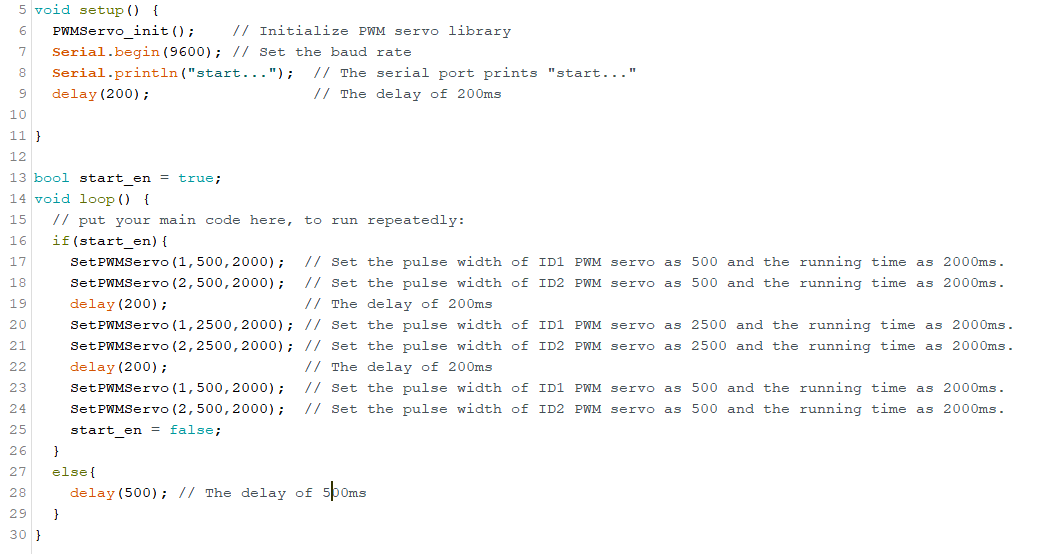 5 void setup() {
6 PWMServo_init();    // Initialize PWM servo library
7 Serial.begin(9600); // Set the baud rate
8 Serial.println("start...");  // The serial port prints "start..."
9 delay(200);                  // The delay of 200ms
10
11 }
12
13 bool start_en = true;
14 void loop() {
15 // put your main code here, to run repeatedly:
16 if(start_en){
17 SetPWMServo(1,500,2000);  // Set the pulse width of ID1 PWM servo as 500 and the running time as 2000ms.
18 SetPWMServo(2,500,2000);  // Set the pulse width of ID2 PWM servo as 500 and the running time as 2000ms.
19 delay(200);               // The delay of 200ms
20 SetPWMServo(1,2500,2000); // Set the pulse width of ID1 PWM servo as 2500 and the running time as 2000ms.
21 SetPWMServo(2,2500,2000); // Set the pulse width of ID2 PWM servo as 2500 and the running time as 2000ms.
22 delay(200);               // The delay of 200ms
23 SetPWMServo(1,500,2000);  // Set the pulse width of ID1 PWM servo as 500 and the running time as 2000ms.
24 SetPWMServo(2,500,2000);  // Set the pulse width of ID2 PWM servo as 500 and the running time as 2000ms.
25 start_en = false;
26 }
27 else{
28 delay(500); // The delay of 500ms
29 }
30 }